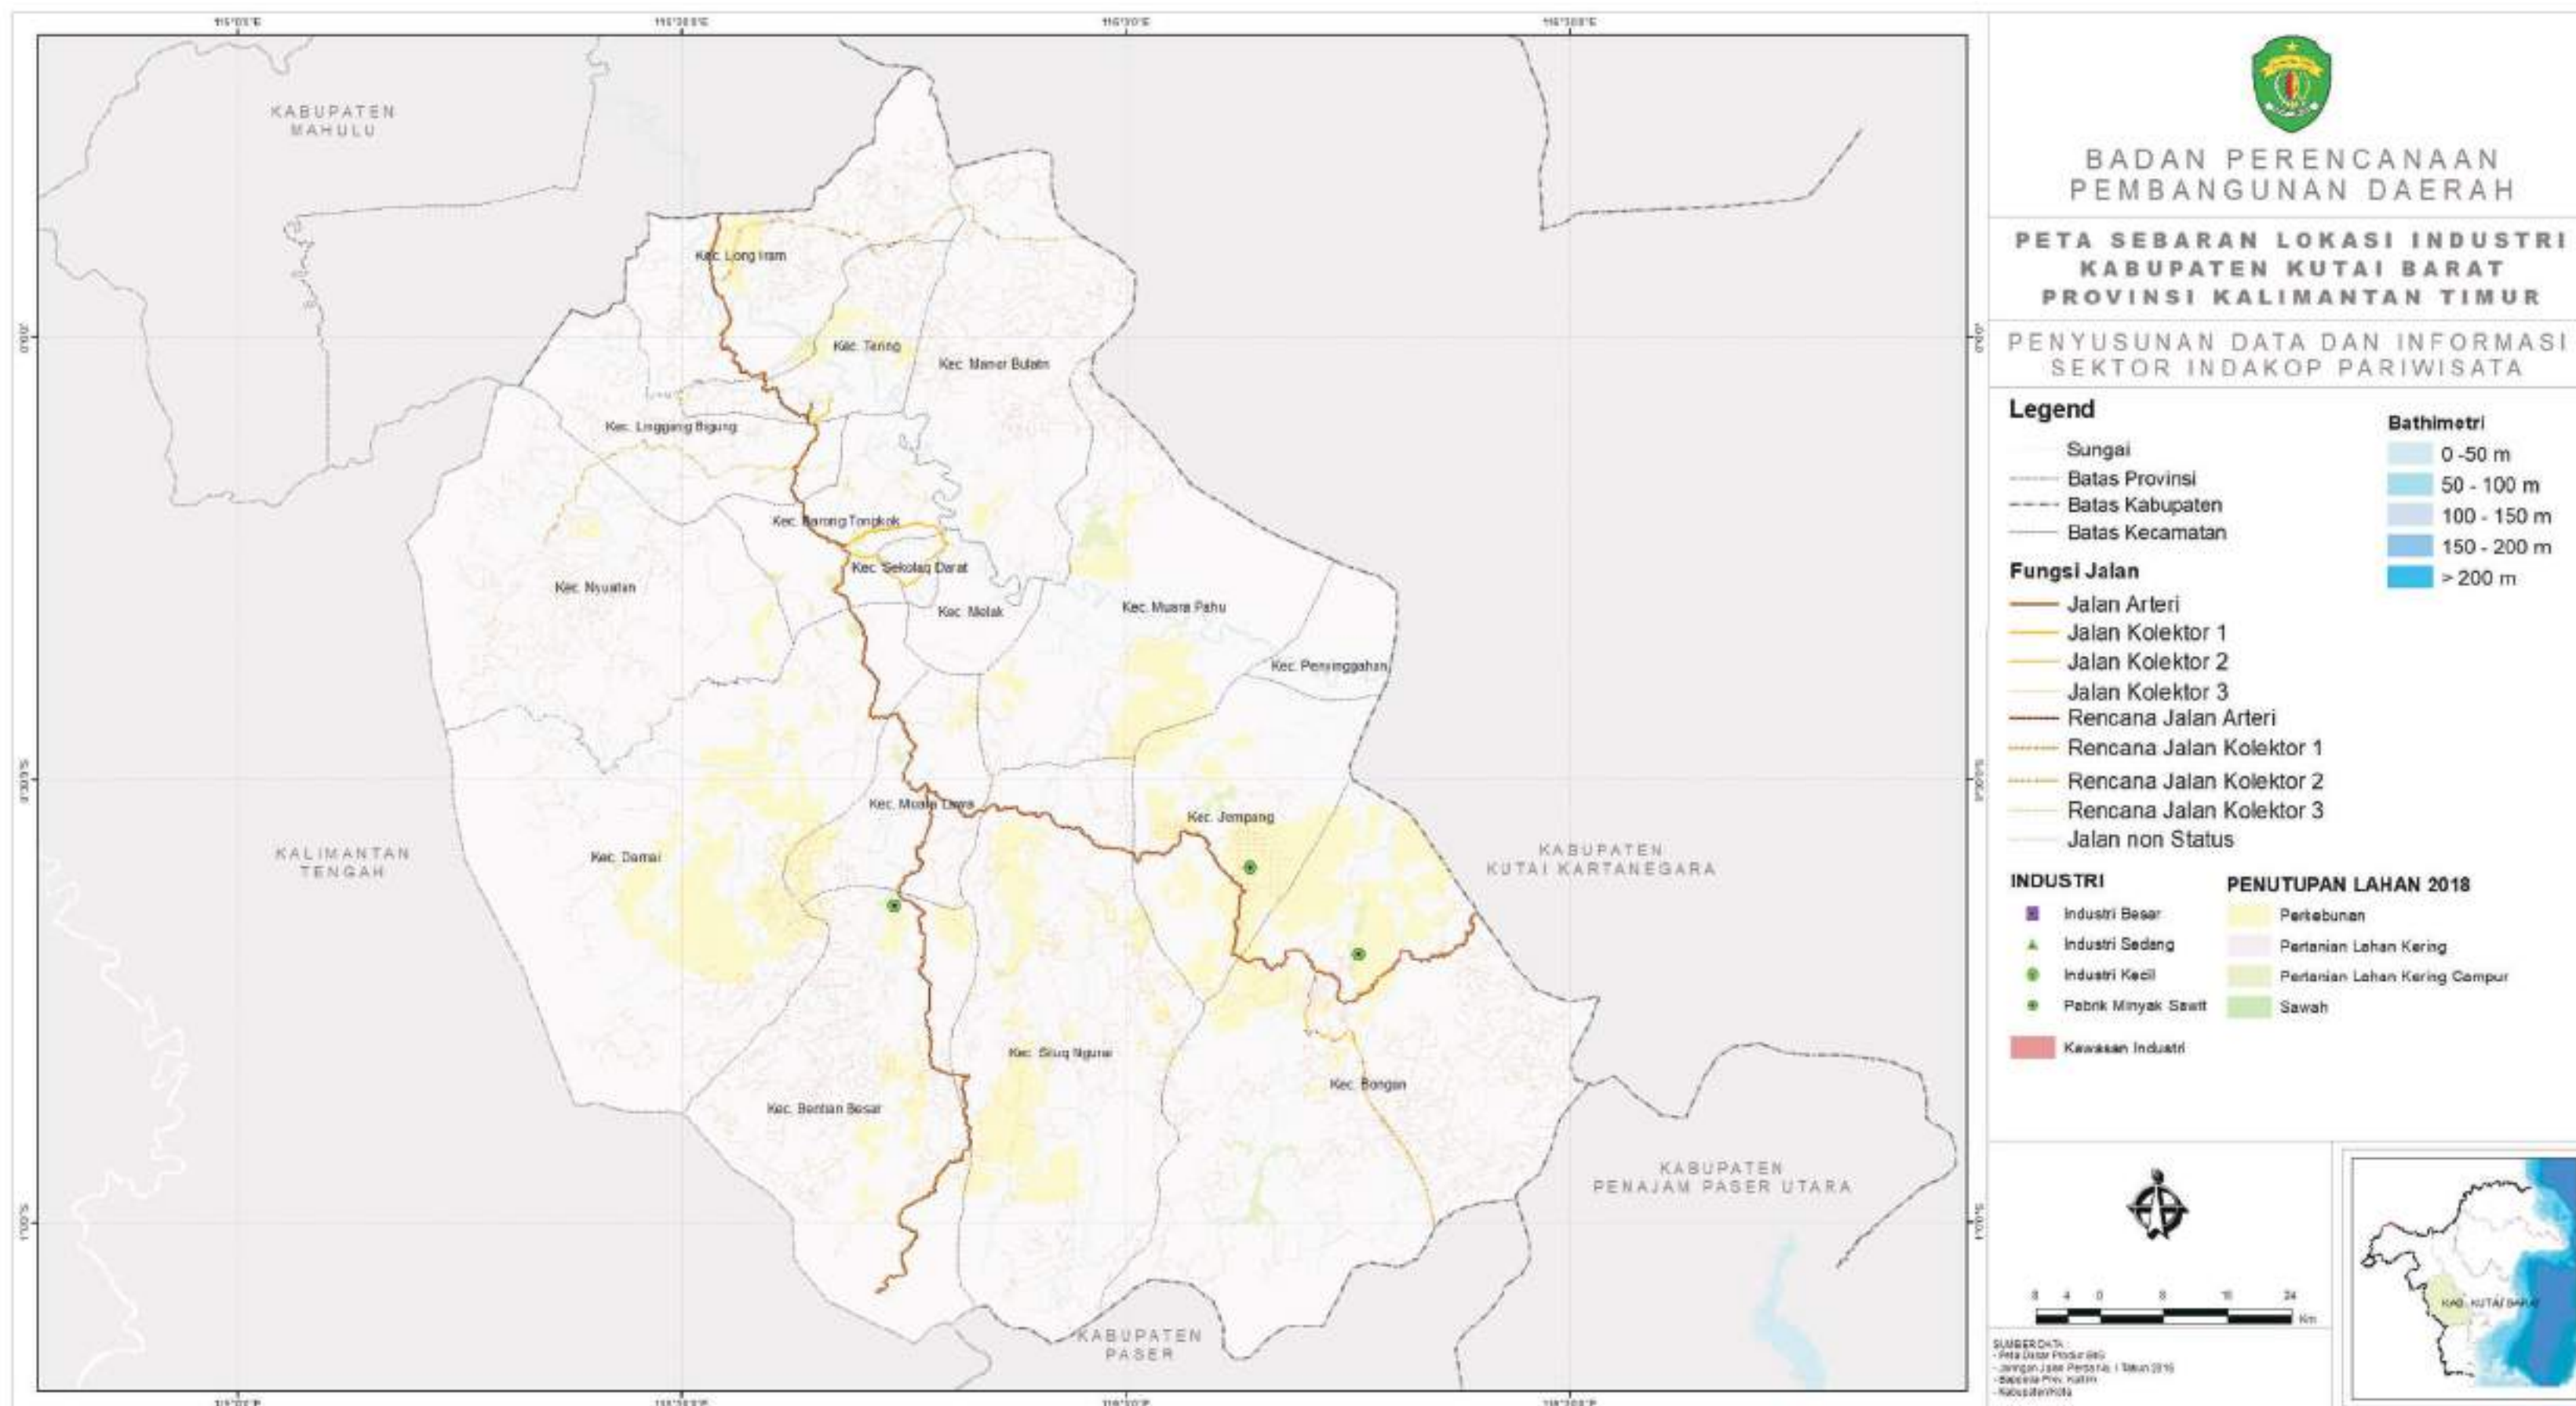 KABUPATEN
MAHULU
Kec. Long Iram
Kec. Tering
Kec. Linggang Bigung
Kec. Barong Tongkok
Kec. Sekolaq Darat
Kec. Nyuatan
Kec. Melak
Kec. Muara Pahu
Kec. Penyinggahan
Kec. Muara Lawa
Kec. Jempang
Kec. Damai
KALIMANTAN
TENGAH
KABUPATEN
KUTAI KARTANEGARA
Kec. Siluq Ngurai
Kec. Bongan
Kec. Bentian Besar
KABUPATEN
PENAJAM PASER UTARA
KABUPATEN
PASER
BADAN PERENCANAAN
PEMBANGUNAN DAERAH
PETA SEBARAN LOKASI INDUSTRI
KABUPATEN KUTAI BARAT
PROVINSI KALIMANTAN TIMUR
PENYUSUNAN DATA DAN INFORMASI
SEKTOR INDAKOP PARIWISATA
Legend
Sungai
Batas Provinsi
Batas Kabupaten
Batas Kecamatan
Bathimetri
0 -50 m
50 - 100 m
100 - 150 m
150 - 200 m
> 200 m
Fungsi Jalan
Jalan Arteri
Jalan Kolektor 1
Jalan Kolektor 2
Jalan Kolektor 3
Rencana Jalan Arteri
Rencana Jalan Kolektor 1
Rencana Jalan Kolektor 2
Rencana Jalan Kolektor 3
Jalan non Status
INDUSTRI
Industri Besar
Industri Sedang
Industri Kecil
Pabrik Minyak Sawit
Kawasan Industri
PENUTUPAN LAHAN 2018
Perkebunan
Pertanian Lahan Kering
Pertanian Lahan Kering Campur
Sawah
8 4 0 8 16 24
Km
SUMBER DATA :
KAB. KUTAI BARAT